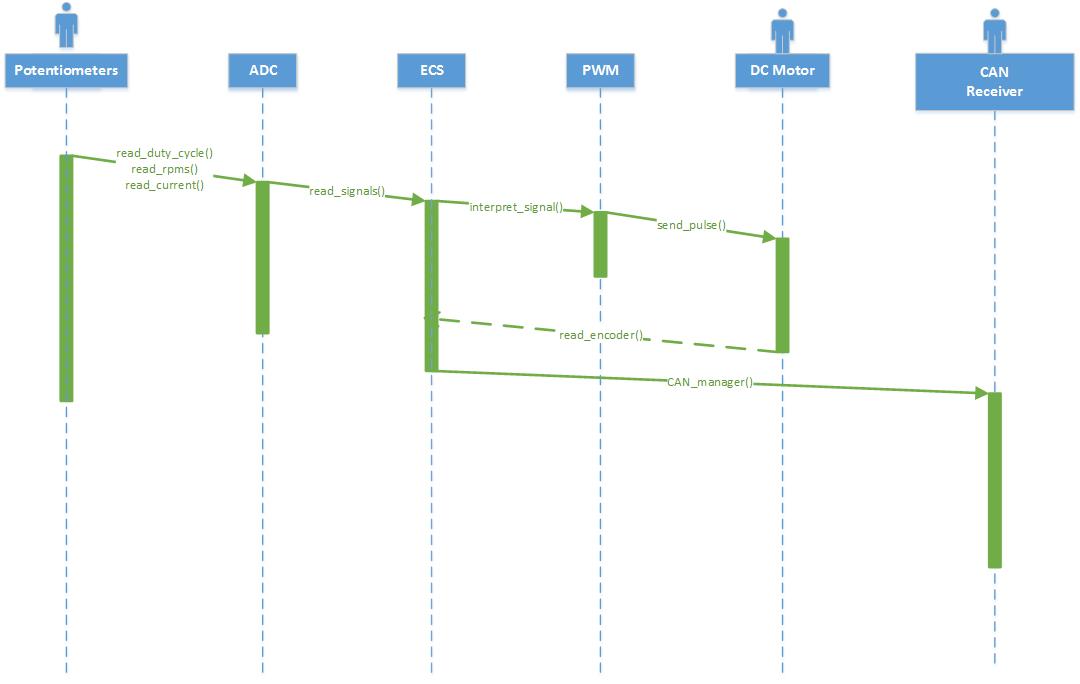 Potentiometers
ADC
ECS
PWM
DC Motor
CAN
Receiver
read_duty_cycle()
read_rpms()
read_current()
read_signals()
interpret_signal()
send_pulse()
read_encoder()
CAN_manager()